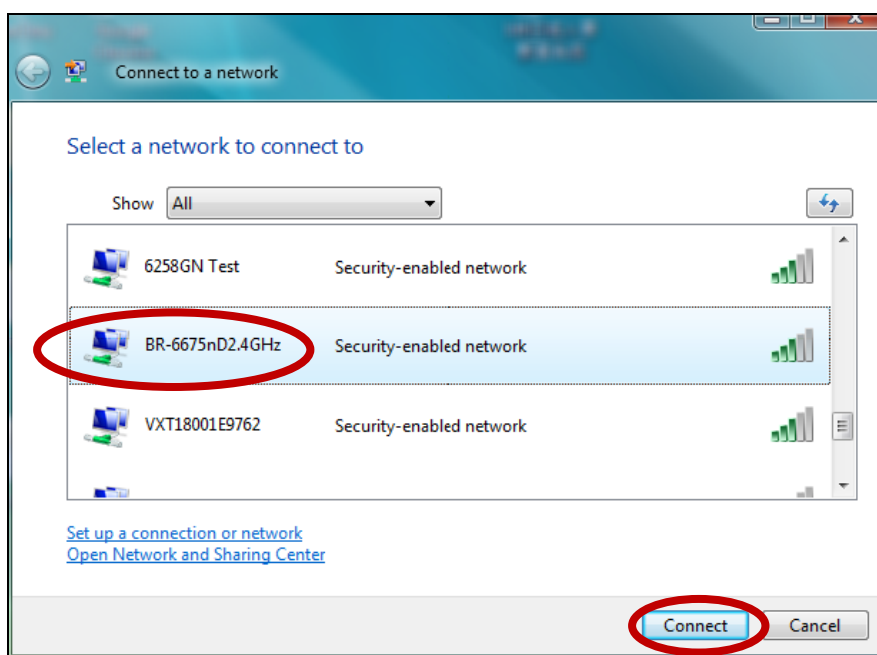 Connect to a network
Select a network to connect to
Show All
6258GN Test Security-enabled network
BR-6675nD2.4GHz Security-enabled network
VXT18001E9762 Security-enabled network
Set up a connection or network
Open Network and Sharing Center
Connect Cancel